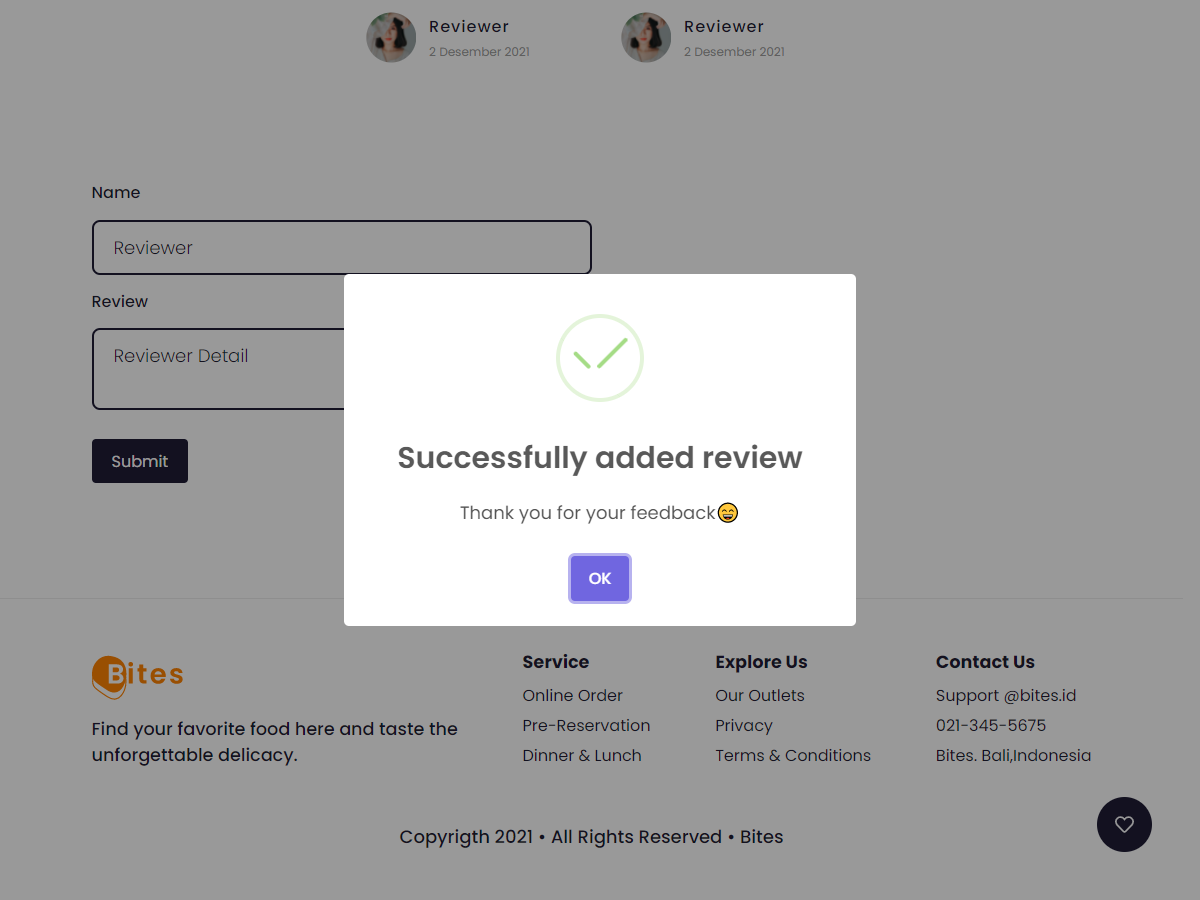 Reviewer
2 Desember 2021
Reviewer
2 Desember 2021
Name
Reviewer
Review
Reviewer Detail
Submit
Successfully added review
Thank you for your feedback😄
OK
Bites
Find your favorite food here and taste the
unforgettable delicacy.
Service
Online Order
Pre-Reservation
Dinner & Lunch
Explore Us
Our Outlets
Privacy
Terms & Conditions
Contact Us
Support @bites.id
021-345-5675
Bites. Bali,Indonesia
Copyrigth 2021 • All Rights Reserved • Bites